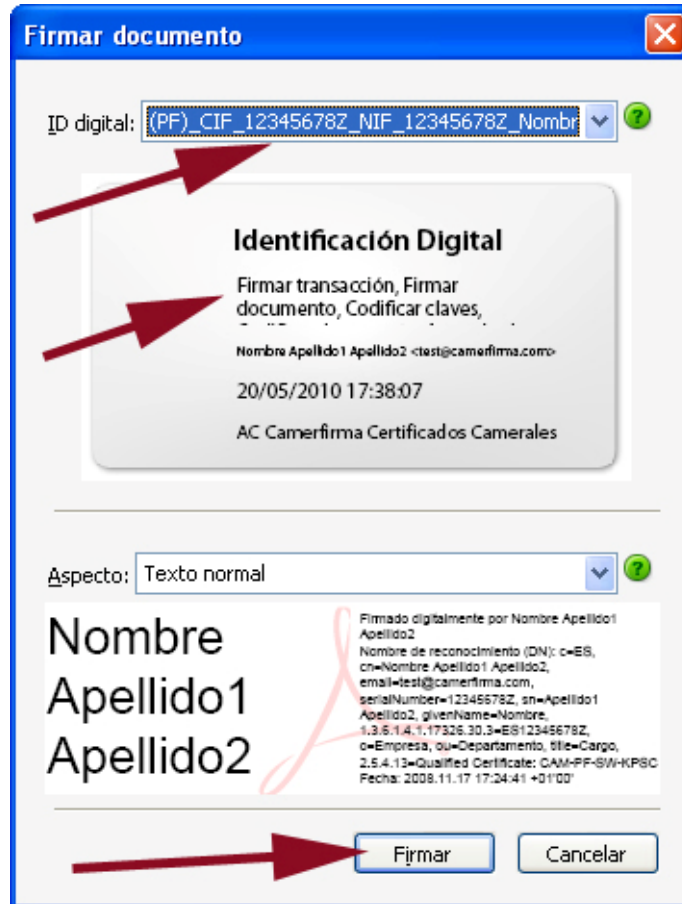 Firmar documento
ID digital: (PF)_CIF_12345678Z_NIF_12345678Z_Nombr
Identificación Digital
Firmar transacción, Firmar
documento, Codificar claves,
Nombre Apellido1 Apellido2 <test@camerfirma.com>
20/05/2010 17:38:07
AC Camerfirma Certificados Camerales
Aspecto: Texto normal
Nombre
Apellido1
Apellido2
Firmado digitalmente por Nombre Apellido1
Apellido2
Nombre de reconocimiento (DN): c=ES,
cn=Nombre Apellido1 Apellido2,
email=test@camerfirma.com,
serialNumber=12345678Z, sn=Apellido1
Apellido2, givenName=Nombre,
1.3.6.1.4.1.17326.30.3=ES12345678Z,
o=Empresa, ou=Departamento, title=Cargo,
2.5.4.13=Qualified Certificate: CAM-PF-SW-KPSC
Fecha: 2008.11.17 17:24:41 +01'00'
Firmar
Cancelar